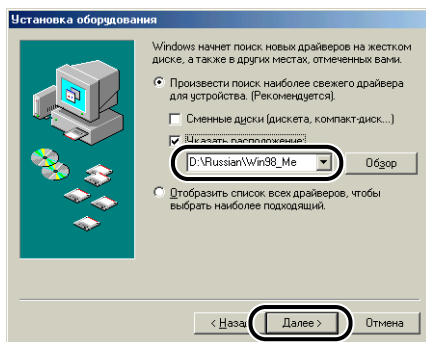 Установка оборудования
Windows начнет поиск новых драйверов на жестком
диске, а также в других местах, отмеченных вами.
Произвести поиск наиболее свежего драйвера
для устройства. (Рекомендуется).
Сменные диски (дискета, компакт-диск...)
Указать расположение:
D:\Russian\Win98_Me
Обзор
Отобразить список всех драйверов, чтобы
выбрать наиболее подходящий.
< Наза
Далее >
Отмена